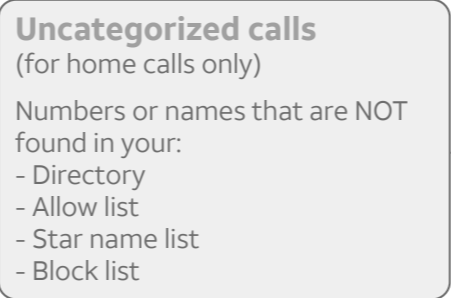 Uncategorized calls
(for home calls only)
Numbers or names that are NOT
found in your:
- Directory
- Allow list
- Star name list
- Block list